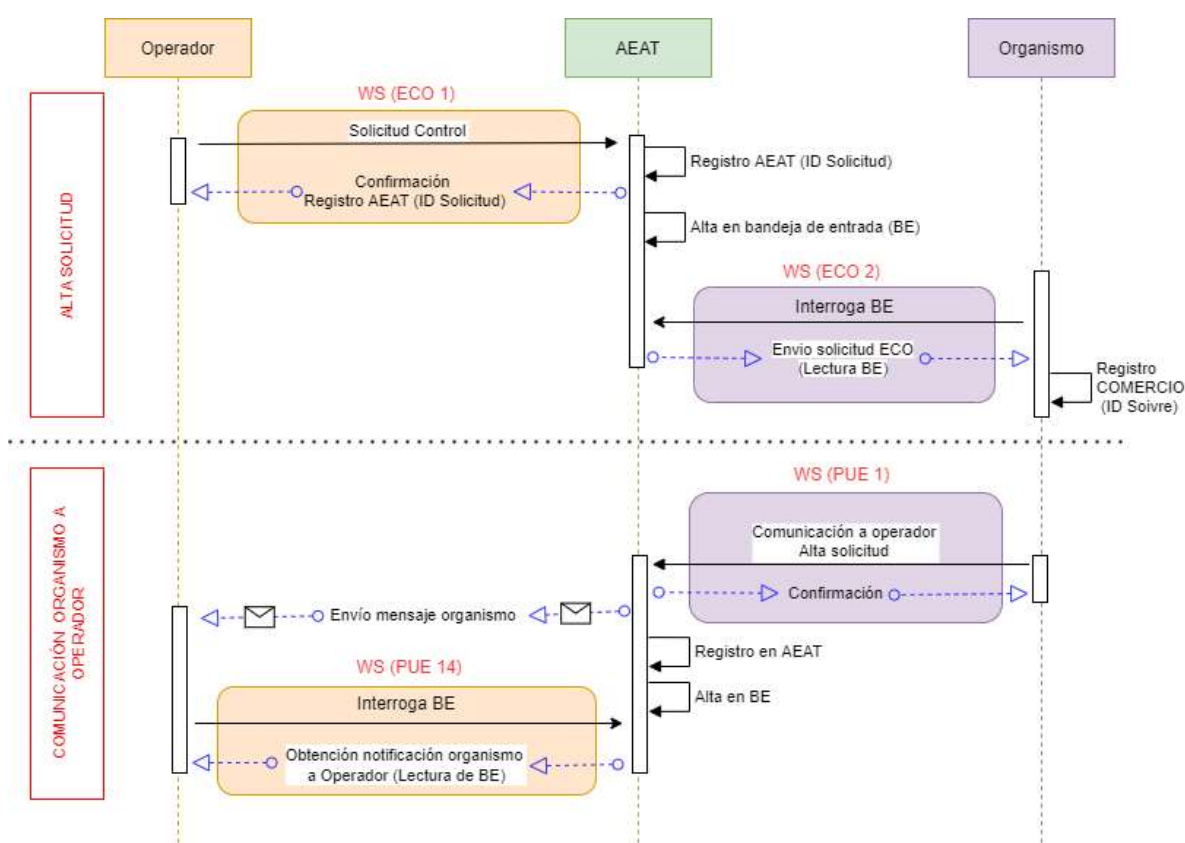 Operador
AEAT
Organismo
ALTA SOLICITUD
WS (ECO 1)
Solicitud Control
Registro AEAT (ID Solicitud)
Confirmación
Registro AEAT (ID Solicitud)
Alta en bandeja de entrada (BE)
WS (ECO 2)
Interroga BE
Envio solicitud ECO
(Lectura BE)
Registro
COMERCIO
(ID Soivre)
COMUNICACIÓN ORGANISMO A
OPERADOR
WS (PUE 1)
Comunicación a operador
Alta solicitud
Confirmación
Envío mensaje organismo
Registro en AEAT
WS (PUE 14)
Alta en BE
Interroga BE
Obtención notificación organismo
a Operador (Lectura de BE)